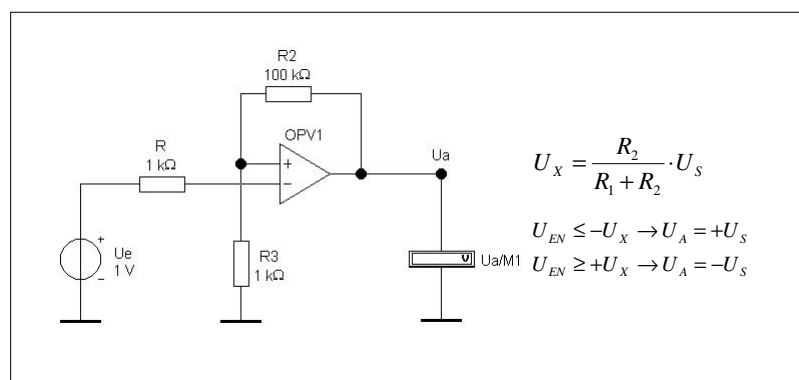 R2
100 kΩ
OPV1
R
1 kΩ
+
−
Ua
R3
1 kΩ
+
Ue
1 V
−
V
Ua/M1
U_X = R_2 / (R_1 + R_2) · U_S
U_EN ≤ −U_X → U_A = +U_S
U_EN ≥ +U_X → U_A = −U_S